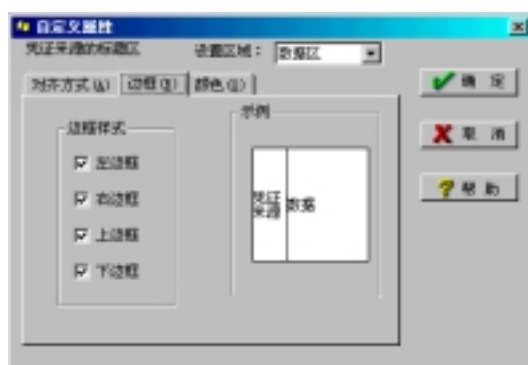 自定义属性
凭证来源的标题区 设置区域: 数据区
对齐方式(A) 边框(B) 颜色(L)
边框样式
左边框
右边框
上边框
下边框
示例
凭证
来源
数据
确 定
取 消
帮 助